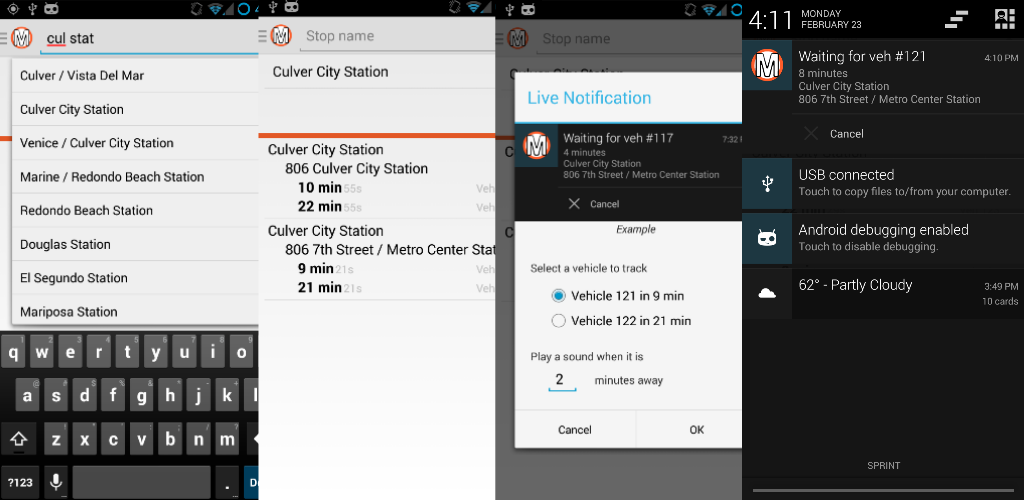 cul stat
Culver / Vista Del Mar
Culver City Station
Venice / Culver City Station
Marine / Redondo Beach Station
Redondo Beach Station
Douglas Station
El Segundo Station
Mariposa Station
q w e r t y u i o
a s d f g h j k l
z x c v b n m
?123 .
Stop name
Culver City Station
Culver City Station
806 Culver City Station
10 min 55s Veh
22 min 55s Veh
Culver City Station
806 7th Street / Metro Center Stat
9 min 21s Veh
21 min 21s Veh
Stop name
Live Notification
Waiting for veh #117 7:32
4 minutes
Culver City Station
806 7th Street / Metro Center Station
Cancel
Example
Select a vehicle to track
Vehicle 121 in 9 min
Vehicle 122 in 21 min
Play a sound when it is
2 minutes away
Cancel OK
4:11 MONDAY
FEBRUARY 23
Waiting for veh #121 4:10 PM
8 minutes
Culver City Station
806 7th Street / Metro Center Station
Cancel
USB connected
Touch to copy files to/from your computer.
Android debugging enabled
Touch to disable debugging.
62° - Partly Cloudy 3:49 PM
10 cards
SPRINT